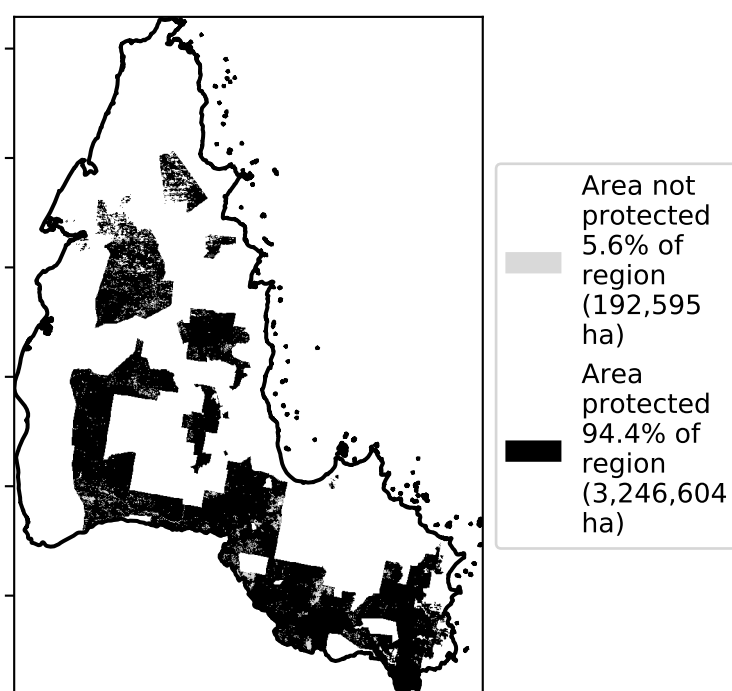 Area not
protected
5.6% of
region
(192,595
ha)
Area
protected
94.4% of
region
(3,246,604
ha)